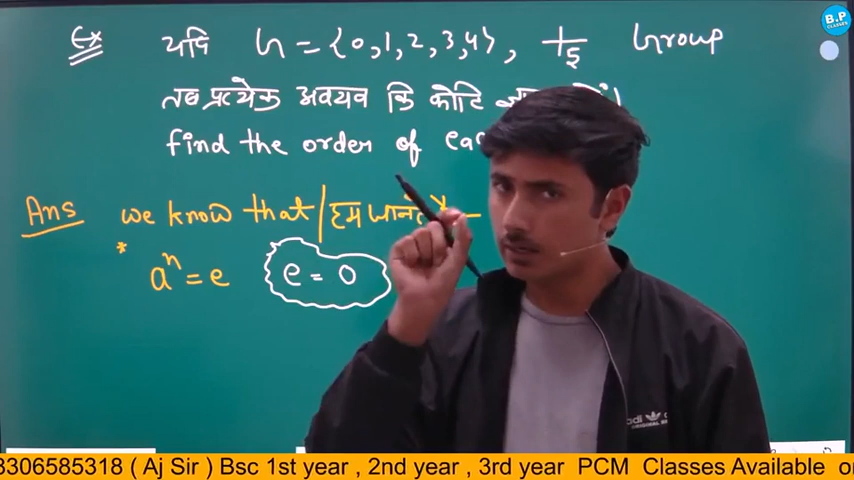 Ex यदि G = {0,1,2,3,4}, +5 Group
तब प्रत्येक अवयव कि कोटि
find the order of
Ans we know that / हम जानते
* aⁿ = e e = 0
B.P
CLASSES
8306585318 ( Aj Sir ) Bsc 1st year , 2nd year , 3rd year PCM Classes Available